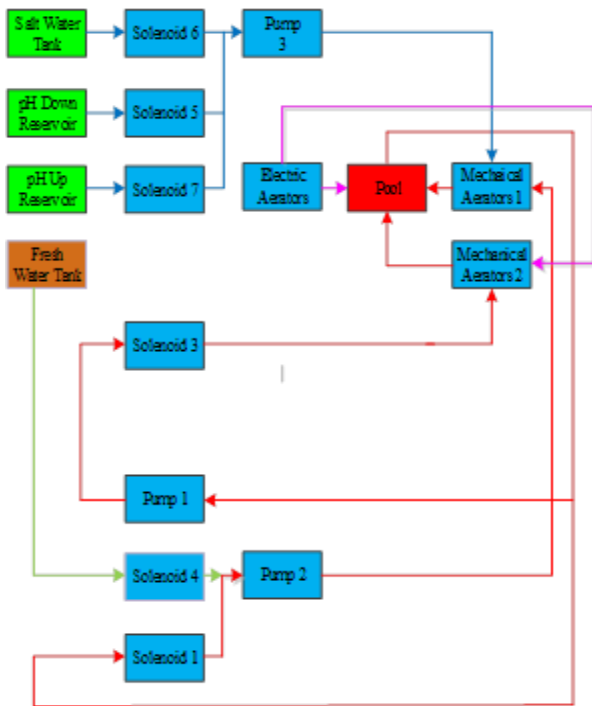 Salt Water
Tank
Solenoid 6
Pump
3
pH Down
Reservoir
Solenoid 5
pH Up
Reservoir
Solenoid 7
Electric
Aerators
Pool
Mechaical
Aerators 1
Fresh
Water Tank
Mechanical
Aerators 2
Solenoid 3
Pump 1
Solenoid 4
Pump 2
Solenoid 1